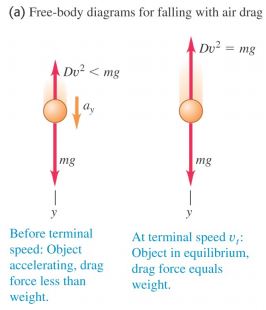 (a) Free-body diagrams for falling with air drag
Dv² < mg
a_y
mg
y
Before terminal
speed: Object
accelerating, drag
force less than
weight.
Dv² = mg
mg
y
At terminal speed v_t:
Object in equilibrium,
drag force equals
weight.